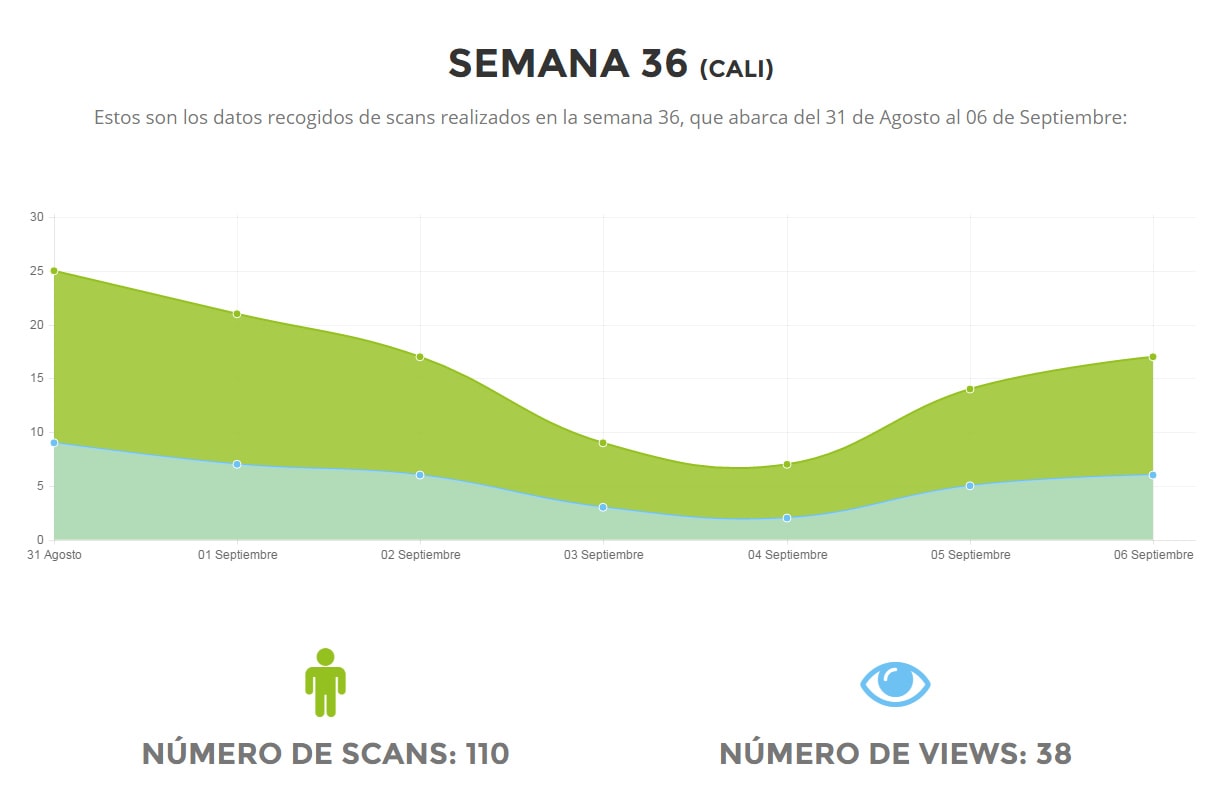 SEMANA 36 (CALI)
Estos son los datos recogidos de scans realizados en la semana 36, que abarca del 31 de Agosto al 06 de Septiembre:
30
25
20
15
10
5
0
31 Agosto 01 Septiembre 02 Septiembre 03 Septiembre 04 Septiembre 05 Septiembre 06 Septiembre
NÚMERO DE SCANS: 110
NÚMERO DE VIEWS: 38